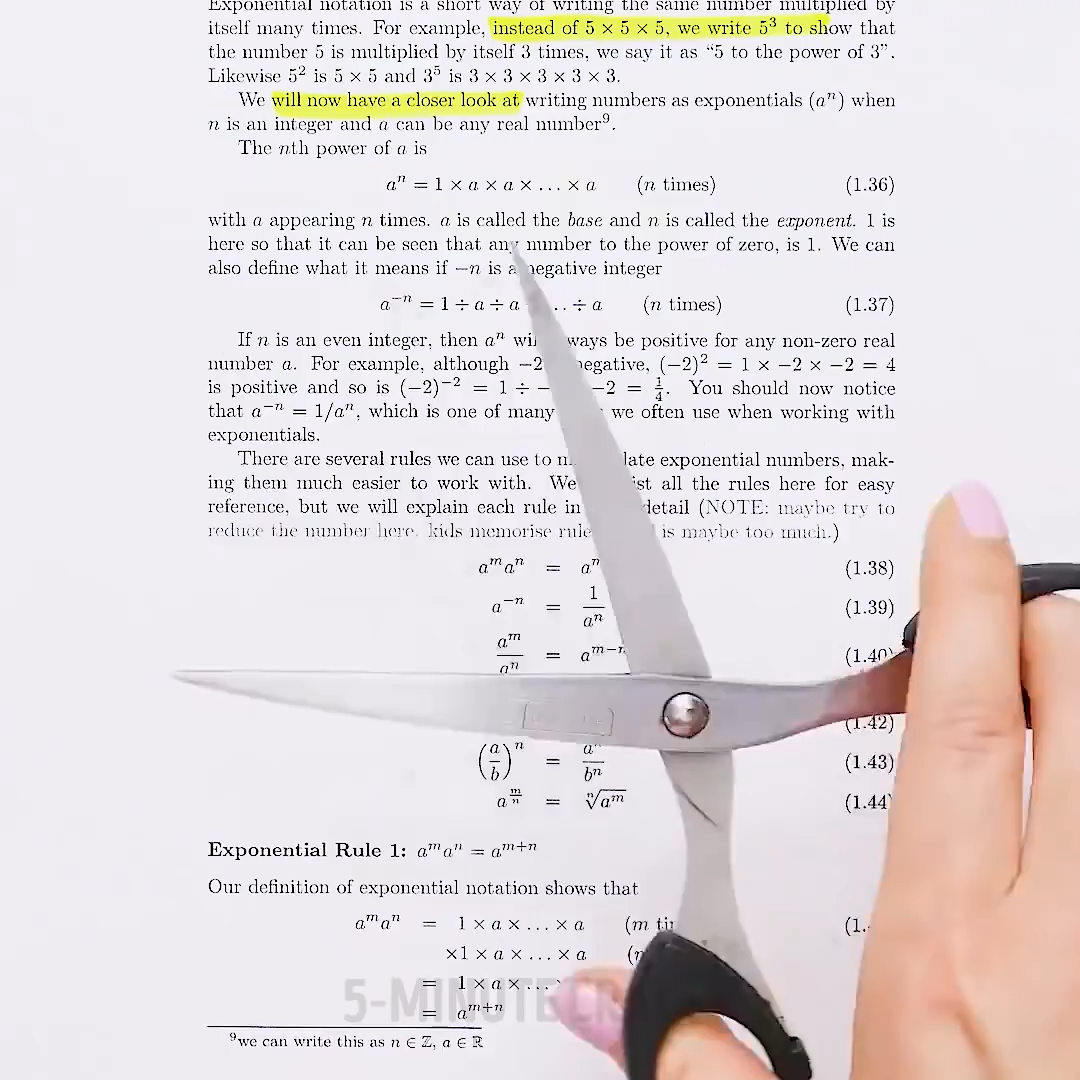 Exponential notation is a short way of writing the same number multiplied by
itself many times. For example, instead of 5 × 5 × 5, we write 5³ to show that
the number 5 is multiplied by itself 3 times, we say it as “5 to the power of 3”.
Likewise 5² is 5 × 5 and 3⁵ is 3 × 3 × 3 × 3 × 3.
We will now have a closer look at writing numbers as exponentials (aⁿ) when
n is an integer and a can be any real number⁹.
The nth power of a is
aⁿ = 1 × a × a × . . . × a (n times) (1.36)
with a appearing n times. a is called the base and n is called the exponent. 1 is
here so that it can be seen that any number to the power of zero, is 1. We can
also define what it means if −n is a negative integer
a⁻ⁿ = 1 ÷ a ÷ a . . ÷ a (n times) (1.37)
If n is an even integer, then aⁿ be positive for any non-zero real
number a. For example, although −2 (−2)² = 1 × −2 × −2 = 4
is positive and so is (−2)⁻² = 1 ÷ − −2 = 1/4. You should now notice
that a⁻ⁿ = 1/aⁿ, which is one of many we often use when working with
exponentials.
There are several rules we can use to exponential numbers, mak-
ing them much easier to work with. We all the rules here for easy
reference, but we will explain each rule in detail (NOTE: maybe try to
reduce the number here, kids memorise rule is maybe too much.)
aᵐaⁿ = aⁿ (1.38)
a⁻ⁿ = 1/aⁿ (1.39)
aᵐ/aⁿ = aᵐ⁻ⁿ (1.40)
(1.42)
(a/b)ⁿ = aⁿ/bⁿ (1.43)
a^(m/n) = ⁿ√aᵐ (1.44)
Exponential Rule 1: aᵐaⁿ = aᵐ⁺ⁿ
Our definition of exponential notation shows that
aᵐaⁿ = 1 × a × . . . × a (m (1.
×1 × a × . . . × a
= 1 × a × . . .
= aᵐ⁺ⁿ
5-MINUTE
⁹we can write this as n ∈ ℤ, a ∈ ℝ